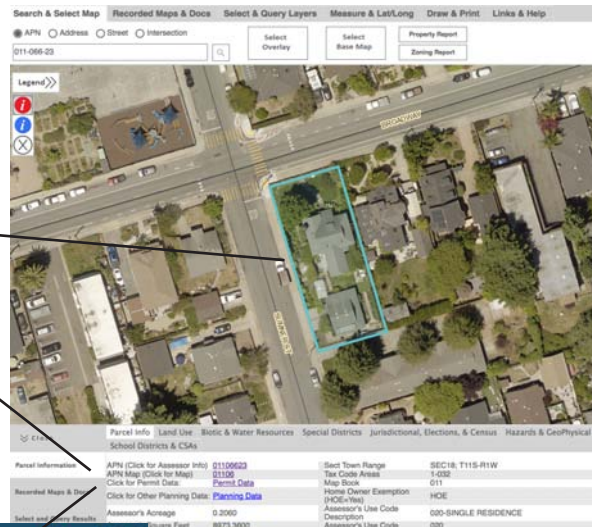 Search & Select Map Recorded Maps & Docs Select & Query Layers Measure & Lat/Long Draw & Print Links & Help
APN Address Street Intersection
011-066-23
Select Overlay
Select Base Map
Property Report
Zoning Report
Legend>>
BROADWAY
SUMNER ST
Parcel Info Land Use Biotic & Water Resources Special Districts Jurisdictional, Elections, & Census Hazards & GeoPhysical
School Districts & CSAs
Parcel Information
APN (Click for Assessor Info) 01106623 Sect Town Range SEC18; T11S-R1W
APN Map (Click for Map) 01106 Tax Code Areas 1-032
Click for Permit Data: Permit Data Map Book 011
Recorded Maps & Docs
Click for Other Planning Data: Planning Data Home Owner Exemption (HOE=Yes) HOE
Select and Query Results
Assessor's Acreage 0.2060 Assessor's Use Code Description 020-SINGLE RESIDENCE
Square Feet 8973.3600 Assessor's Use Code 020